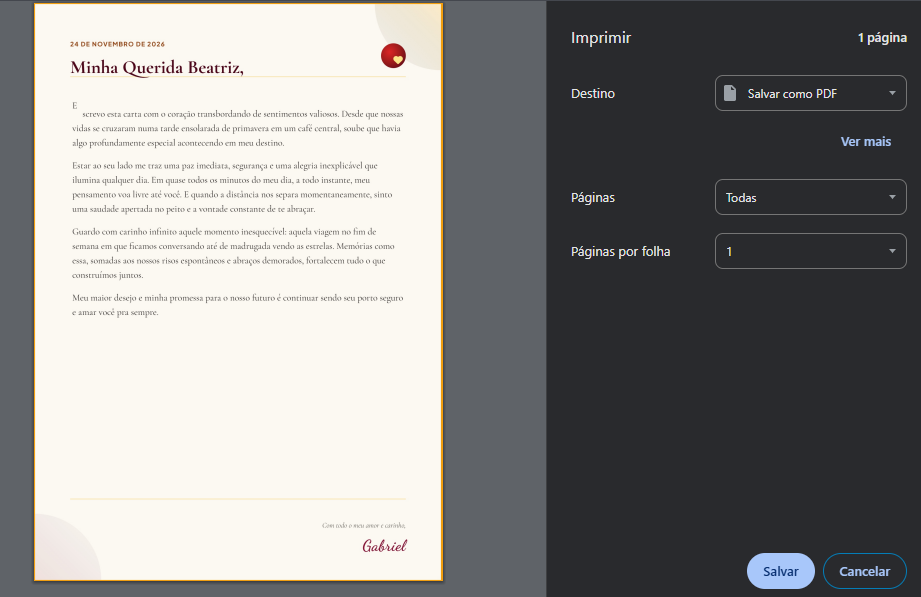 24 DE NOVEMBRO DE 2026
Minha Querida Beatriz,
E
screvo esta carta com o coração transbordando de sentimentos valiosos. Desde que nossas
vidas se cruzaram numa tarde ensolarada de primavera em um café central, soube que havia
algo profundamente especial acontecendo em meu destino.
Estar ao seu lado me traz uma paz imediata, segurança e uma alegria inexplicável que
ilumina qualquer dia. Em quase todos os minutos do meu dia, a todo instante, meu
pensamento voa livre até você. E quando a distância nos separa momentaneamente, sinto
uma saudade apertada no peito e a vontade constante de te abraçar.
Guardo com carinho infinito aquele momento inesquecível: aquela viagem no fim de
semana em que ficamos conversando até de madrugada vendo as estrelas. Memórias como
essa, somadas aos nossos risos espontâneos e abraços demorados, fortalecem tudo o que
construímos juntos.
Meu maior desejo e minha promessa para o nosso futuro é continuar sendo seu porto seguro
e amar você pra sempre.
Com todo o meu amor e carinho,
Gabriel
Imprimir
1 página
Destino
Salvar como PDF
Ver mais
Páginas
Todas
Páginas por folha
1
Salvar
Cancelar